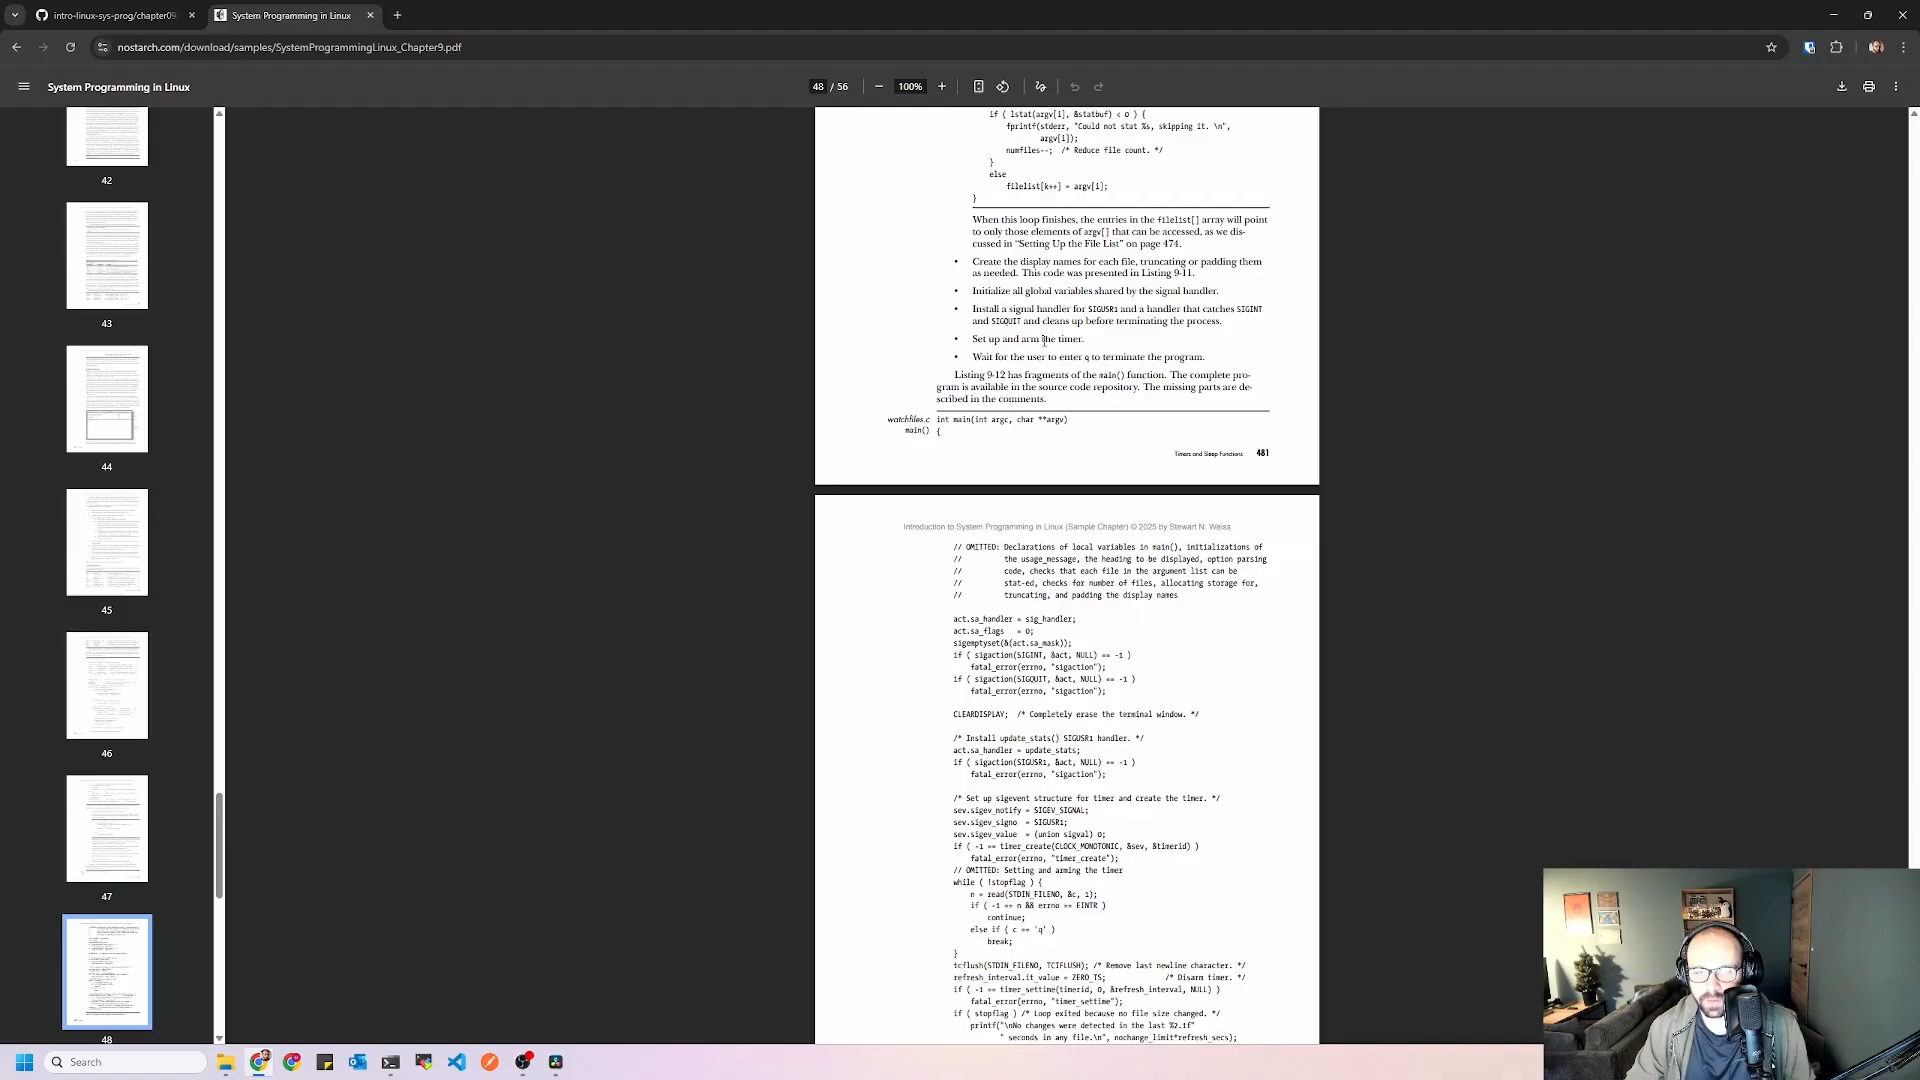 intro-linux-sys-prog/chapter09
System Programming in Linux
nostarch.com/download/samples/SystemProgrammingLinux_Chapter9.pdf
System Programming in Linux
48 / 56
100%
42
43
44
45
46
47
48
if ( lstat(argv[i], &statbuf) < 0 ) {
fprintf(stderr, "Could not stat %s, skipping it. \n",
argv[i]);
numfiles--; /* Reduce file count. */
}
else
filelist[k++] = argv[i];
}
When this loop finishes, the entries in the filelist[] array will point
to only those elements of argv[] that can be accessed, as we dis-
cussed in “Setting Up the File List” on page 474.
• Create the display names for each file, truncating or padding them
as needed. This code was presented in Listing 9-11.
• Initialize all global variables shared by the signal handler.
• Install a signal handler for SIGUSR1 and a handler that catches SIGINT
and SIGQUIT and cleans up before terminating the process.
• Set up and arm the timer.
• Wait for the user to enter q to terminate the program.
Listing 9-12 has fragments of the main() function. The complete pro-
gram is available in the source code repository. The missing parts are de-
scribed in the comments.
watchfiles.c int main(int argc, char **argv)
main() {
Timers and Sleep Functions 481
Introduction to System Programming in Linux (Sample Chapter) © 2025 by Stewart N. Weiss
// OMITTED: Declarations of local variables in main(), initializations of
// the usage_message, the heading to be displayed, option parsing
// code, checks that each file in the argument list can be
// stat-ed, checks for number of files, allocating storage for,
// truncating, and padding the display names
act.sa_handler = sig_handler;
act.sa_flags = 0;
sigemptyset(&(act.sa_mask));
if ( sigaction(SIGINT, &act, NULL) == -1 )
fatal_error(errno, "sigaction");
if ( sigaction(SIGQUIT, &act, NULL) == -1 )
fatal_error(errno, "sigaction");
CLEARDISPLAY; /* Completely erase the terminal window. */
/* Install update_stats() SIGUSR1 handler. */
act.sa_handler = update_stats;
if ( sigaction(SIGUSR1, &act, NULL) == -1 )
fatal_error(errno, "sigaction");
/* Set up sigevent structure for timer and create the timer. */
sev.sigev_notify = SIGEV_SIGNAL;
sev.sigev_signo = SIGUSR1;
sev.sigev_value = (union sigval) 0;
if ( -1 == timer_create(CLOCK_MONOTONIC, &sev, &timerid) )
fatal_error(errno, "timer_create");
// OMITTED: Setting and arming the timer
while ( !stopflag ) {
n = read(STDIN_FILENO, &c, 1);
if ( -1 == n && errno == EINTR )
continue;
else if ( c == 'q' )
break;
}
tcflush(STDIN_FILENO, TCIFLUSH); /* Remove last newline character. */
refresh_interval.it_value = ZERO_TS; /* Disarm timer. */
if ( -1 == timer_settime(timerid, 0, &refresh_interval, NULL) )
fatal_error(errno, "timer_settime");
if ( stopflag ) /* Loop exited because no file size changed. */
printf("\nNo changes were detected in the last %2.1f"
" seconds in any file.\n", nochange_limit*refresh_secs);
Search